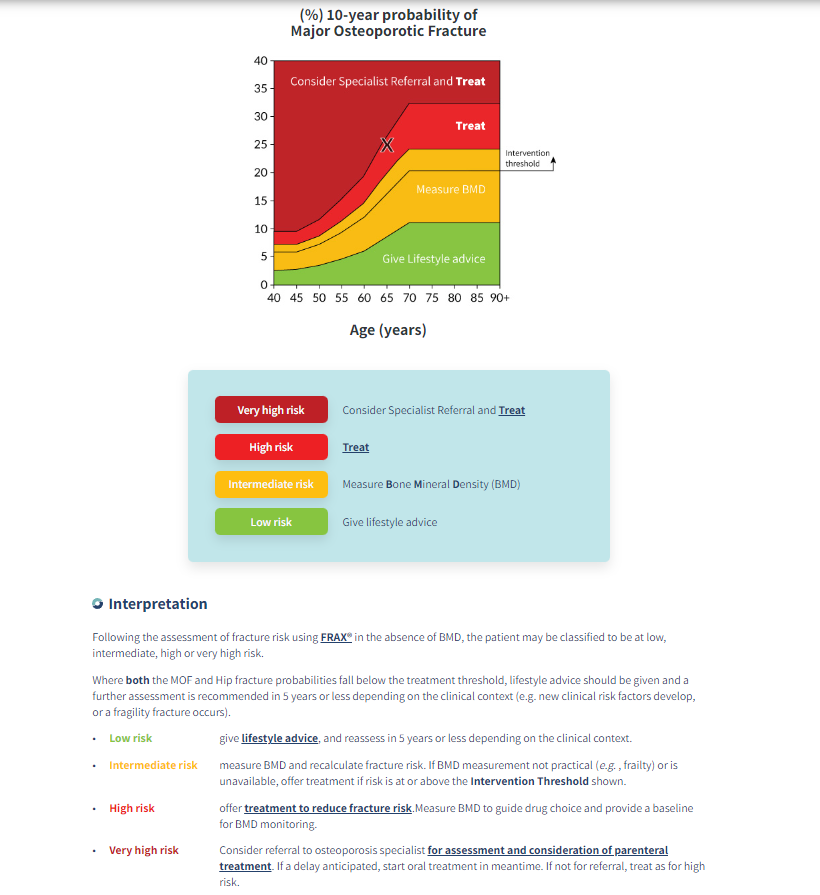 (%) 10-year probability of
Major Osteoporotic Fracture
40
35
30
25
20
15
10
5
0
Consider Specialist Referral and Treat
Treat
X
Intervention
threshold
Measure BMD
Give Lifestyle advice
40 45 50 55 60 65 70 75 80 85 90+
Age (years)
Very high risk Consider Specialist Referral and Treat
High risk Treat
Intermediate risk Measure Bone Mineral Density (BMD)
Low risk Give lifestyle advice
Interpretation
Following the assessment of fracture risk using FRAX® in the absence of BMD, the patient may be classified to be at low,
intermediate, high or very high risk.
Where both the MOF and Hip fracture probabilities fall below the treatment threshold, lifestyle advice should be given and a
further assessment is recommended in 5 years or less depending on the clinical context (e.g. new clinical risk factors develop,
or a fragility fracture occurs).
• Low risk give lifestyle advice, and reassess in 5 years or less depending on the clinical context.
• Intermediate risk measure BMD and recalculate fracture risk. If BMD measurement not practical (e.g. , frailty) or is
unavailable, offer treatment if risk is at or above the Intervention Threshold shown.
• High risk offer treatment to reduce fracture risk.Measure BMD to guide drug choice and provide a baseline
for BMD monitoring.
• Very high risk Consider referral to osteoporosis specialist for assessment and consideration of parenteral
treatment. If a delay anticipated, start oral treatment in meantime. If not for referral, treat as for high
risk.